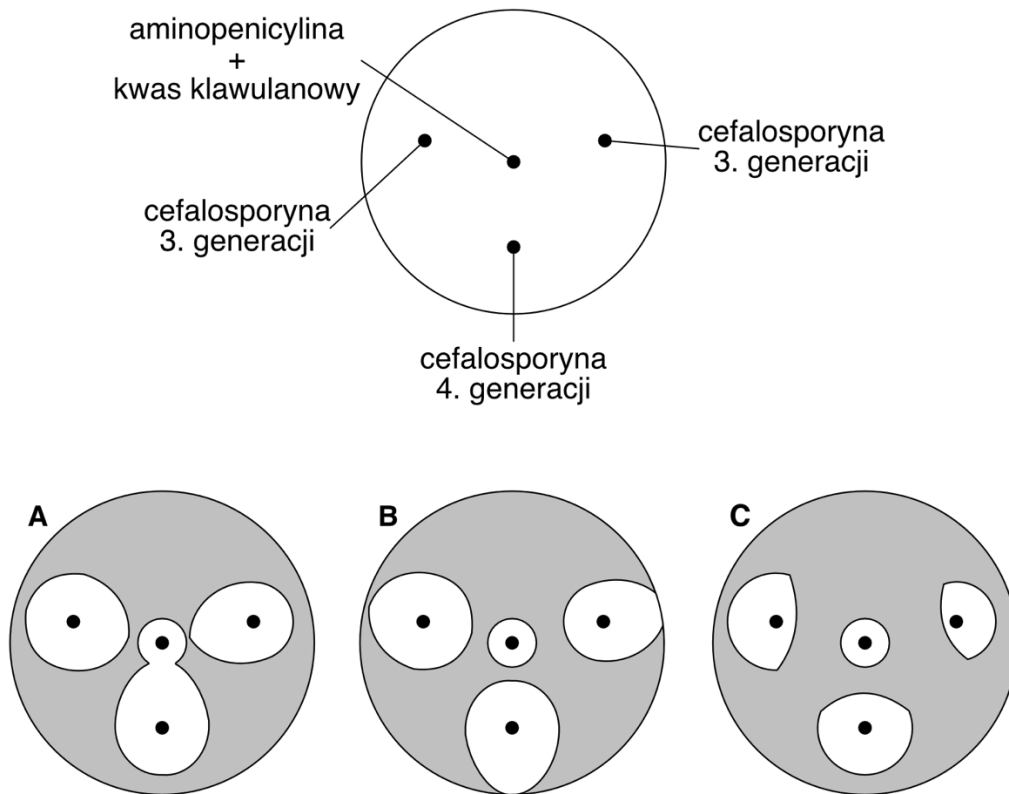 aminopenicylina
+
kwas klawulanowy
cefalosporyna
3. generacji
cefalosporyna
3. generacji
cefalosporyna
4. generacji
A
B
C